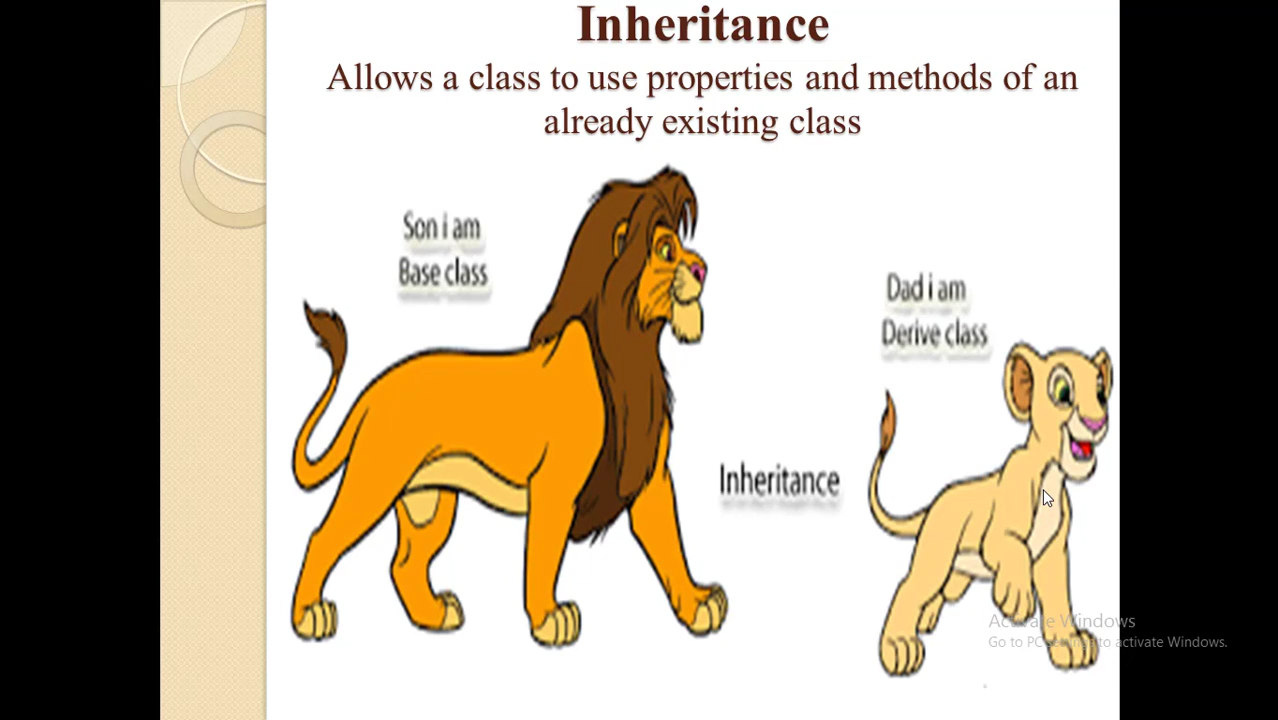 Inheritance
Allows a class to use properties and methods of an
already existing class
Son i am
Base class
Dad i am
Derive class
Inheritance
Activate Windows
Go to PC settings to activate Windows.